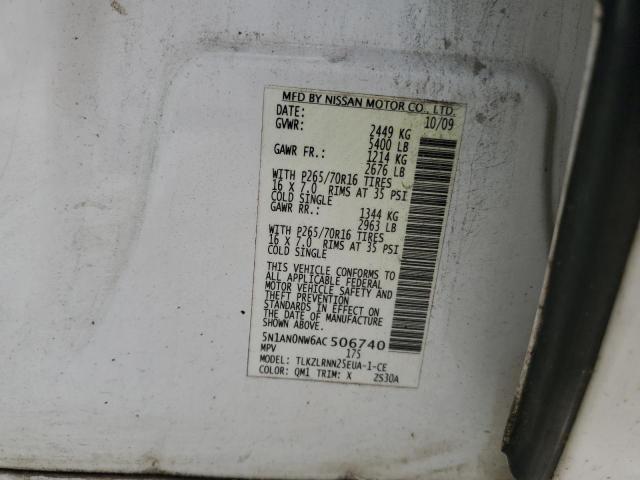 MFD BY NISSAN MOTOR CO., LTD.
DATE: 10/09
GVWR: 2449 KG
5400 LB
GAWR FR.: 1214 KG
2676 LB
WITH P265/70R16 TIRES
16 X 7.0 RIMS AT 35 PSI
COLD SINGLE
GAWR RR.: 1344 KG
2963 LB
WITH P265/70R16 TIRES
16 X 7.0 RIMS AT 35 PSI
COLD SINGLE
THIS VEHICLE CONFORMS TO
ALL APPLICABLE FEDERAL
MOTOR VEHICLE SAFETY AND
THEFT PREVENTION
STANDARDS IN EFFECT ON
THE DATE OF MFR SHOWN
ABOVE.
5N1AN0NW6AC506740
MPV 175
MODEL: TLKZLRNN25EUA-1-CE
COLOR: QM1 TRIM: X ZS30A